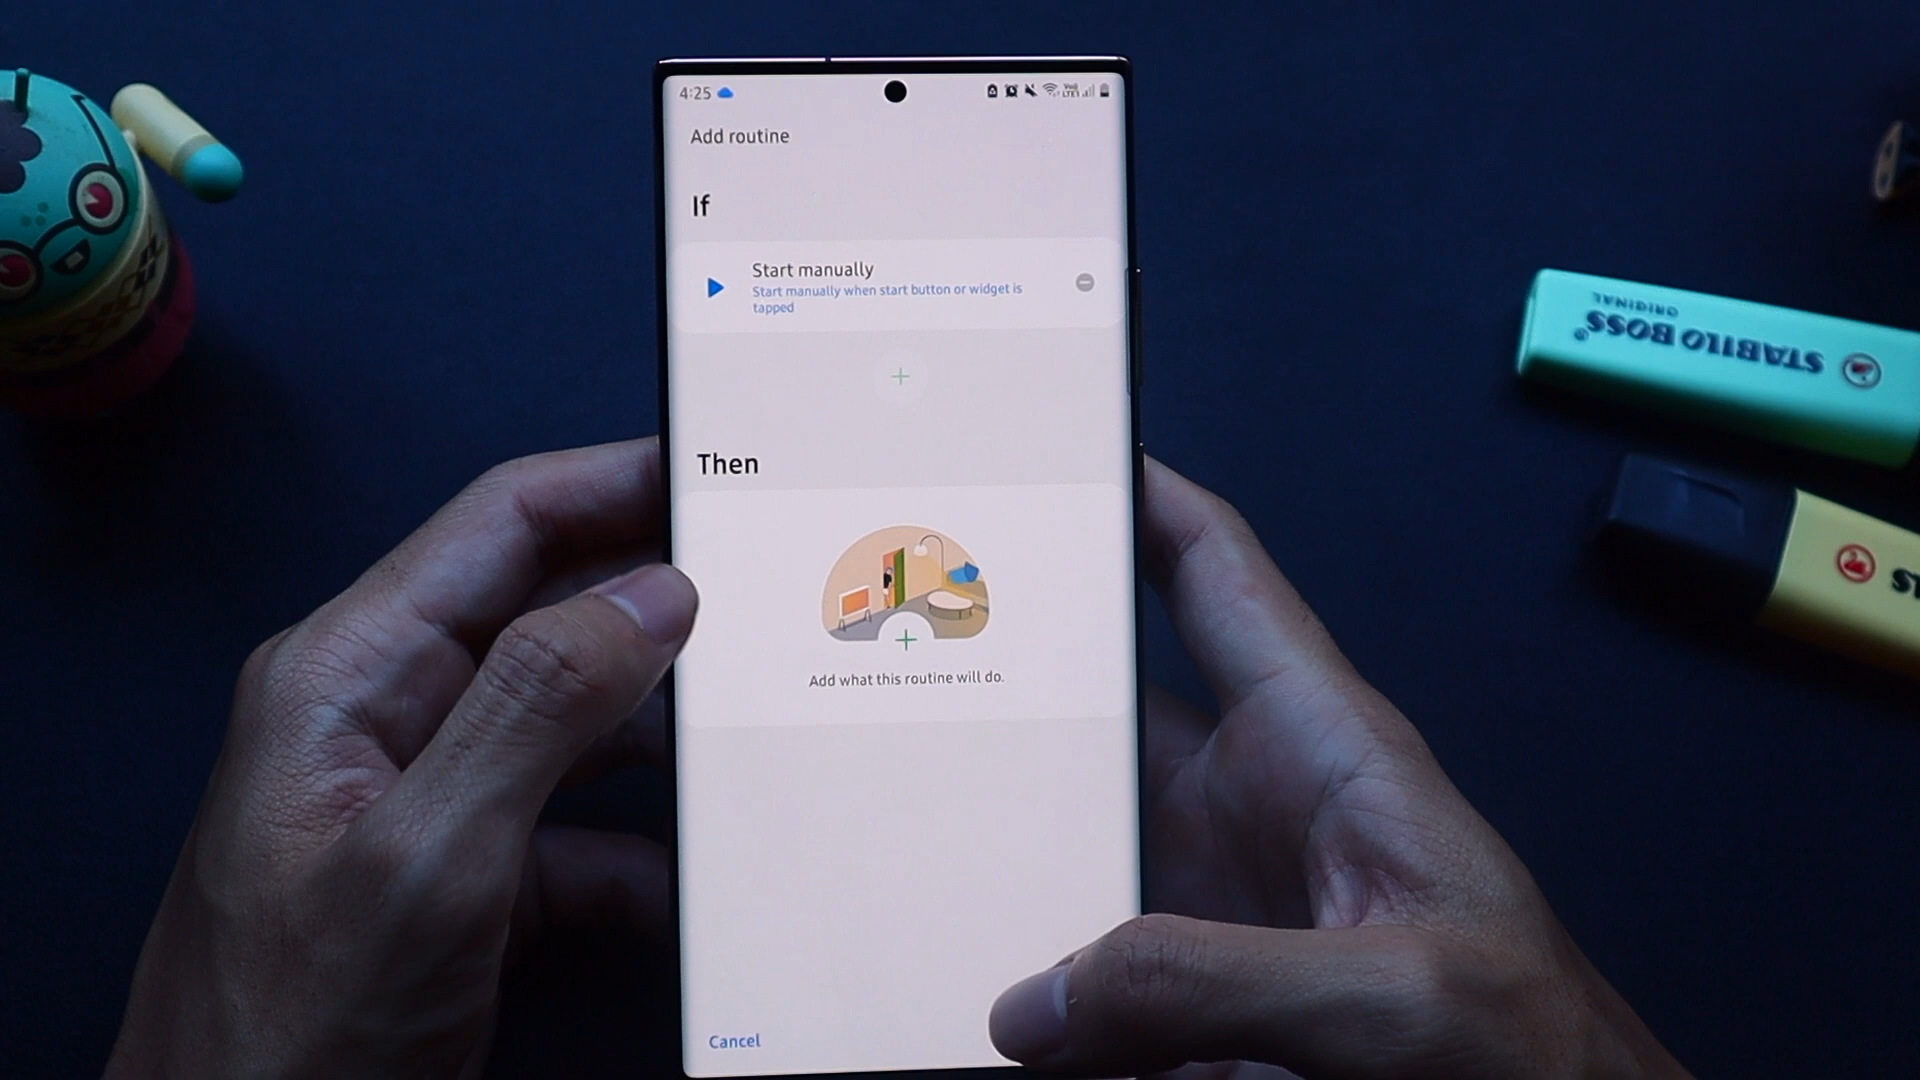 4:25
Add routine
If
Start manually
Start manually when start button or widget is
tapped
Then
Add what this routine will do.
Cancel
STABILO BOSS
ORIGINAL